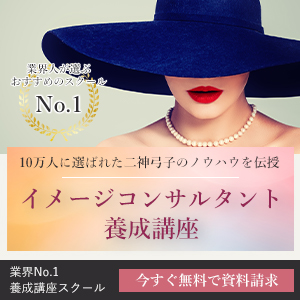 業界人が選ぶ
おすすめのスクール
No.1
10万人に選ばれた二神弓子のノウハウを伝授
イメージコンサルタント
養成講座
業界No.1
養成講座スクール
今すぐ無料で資料請求